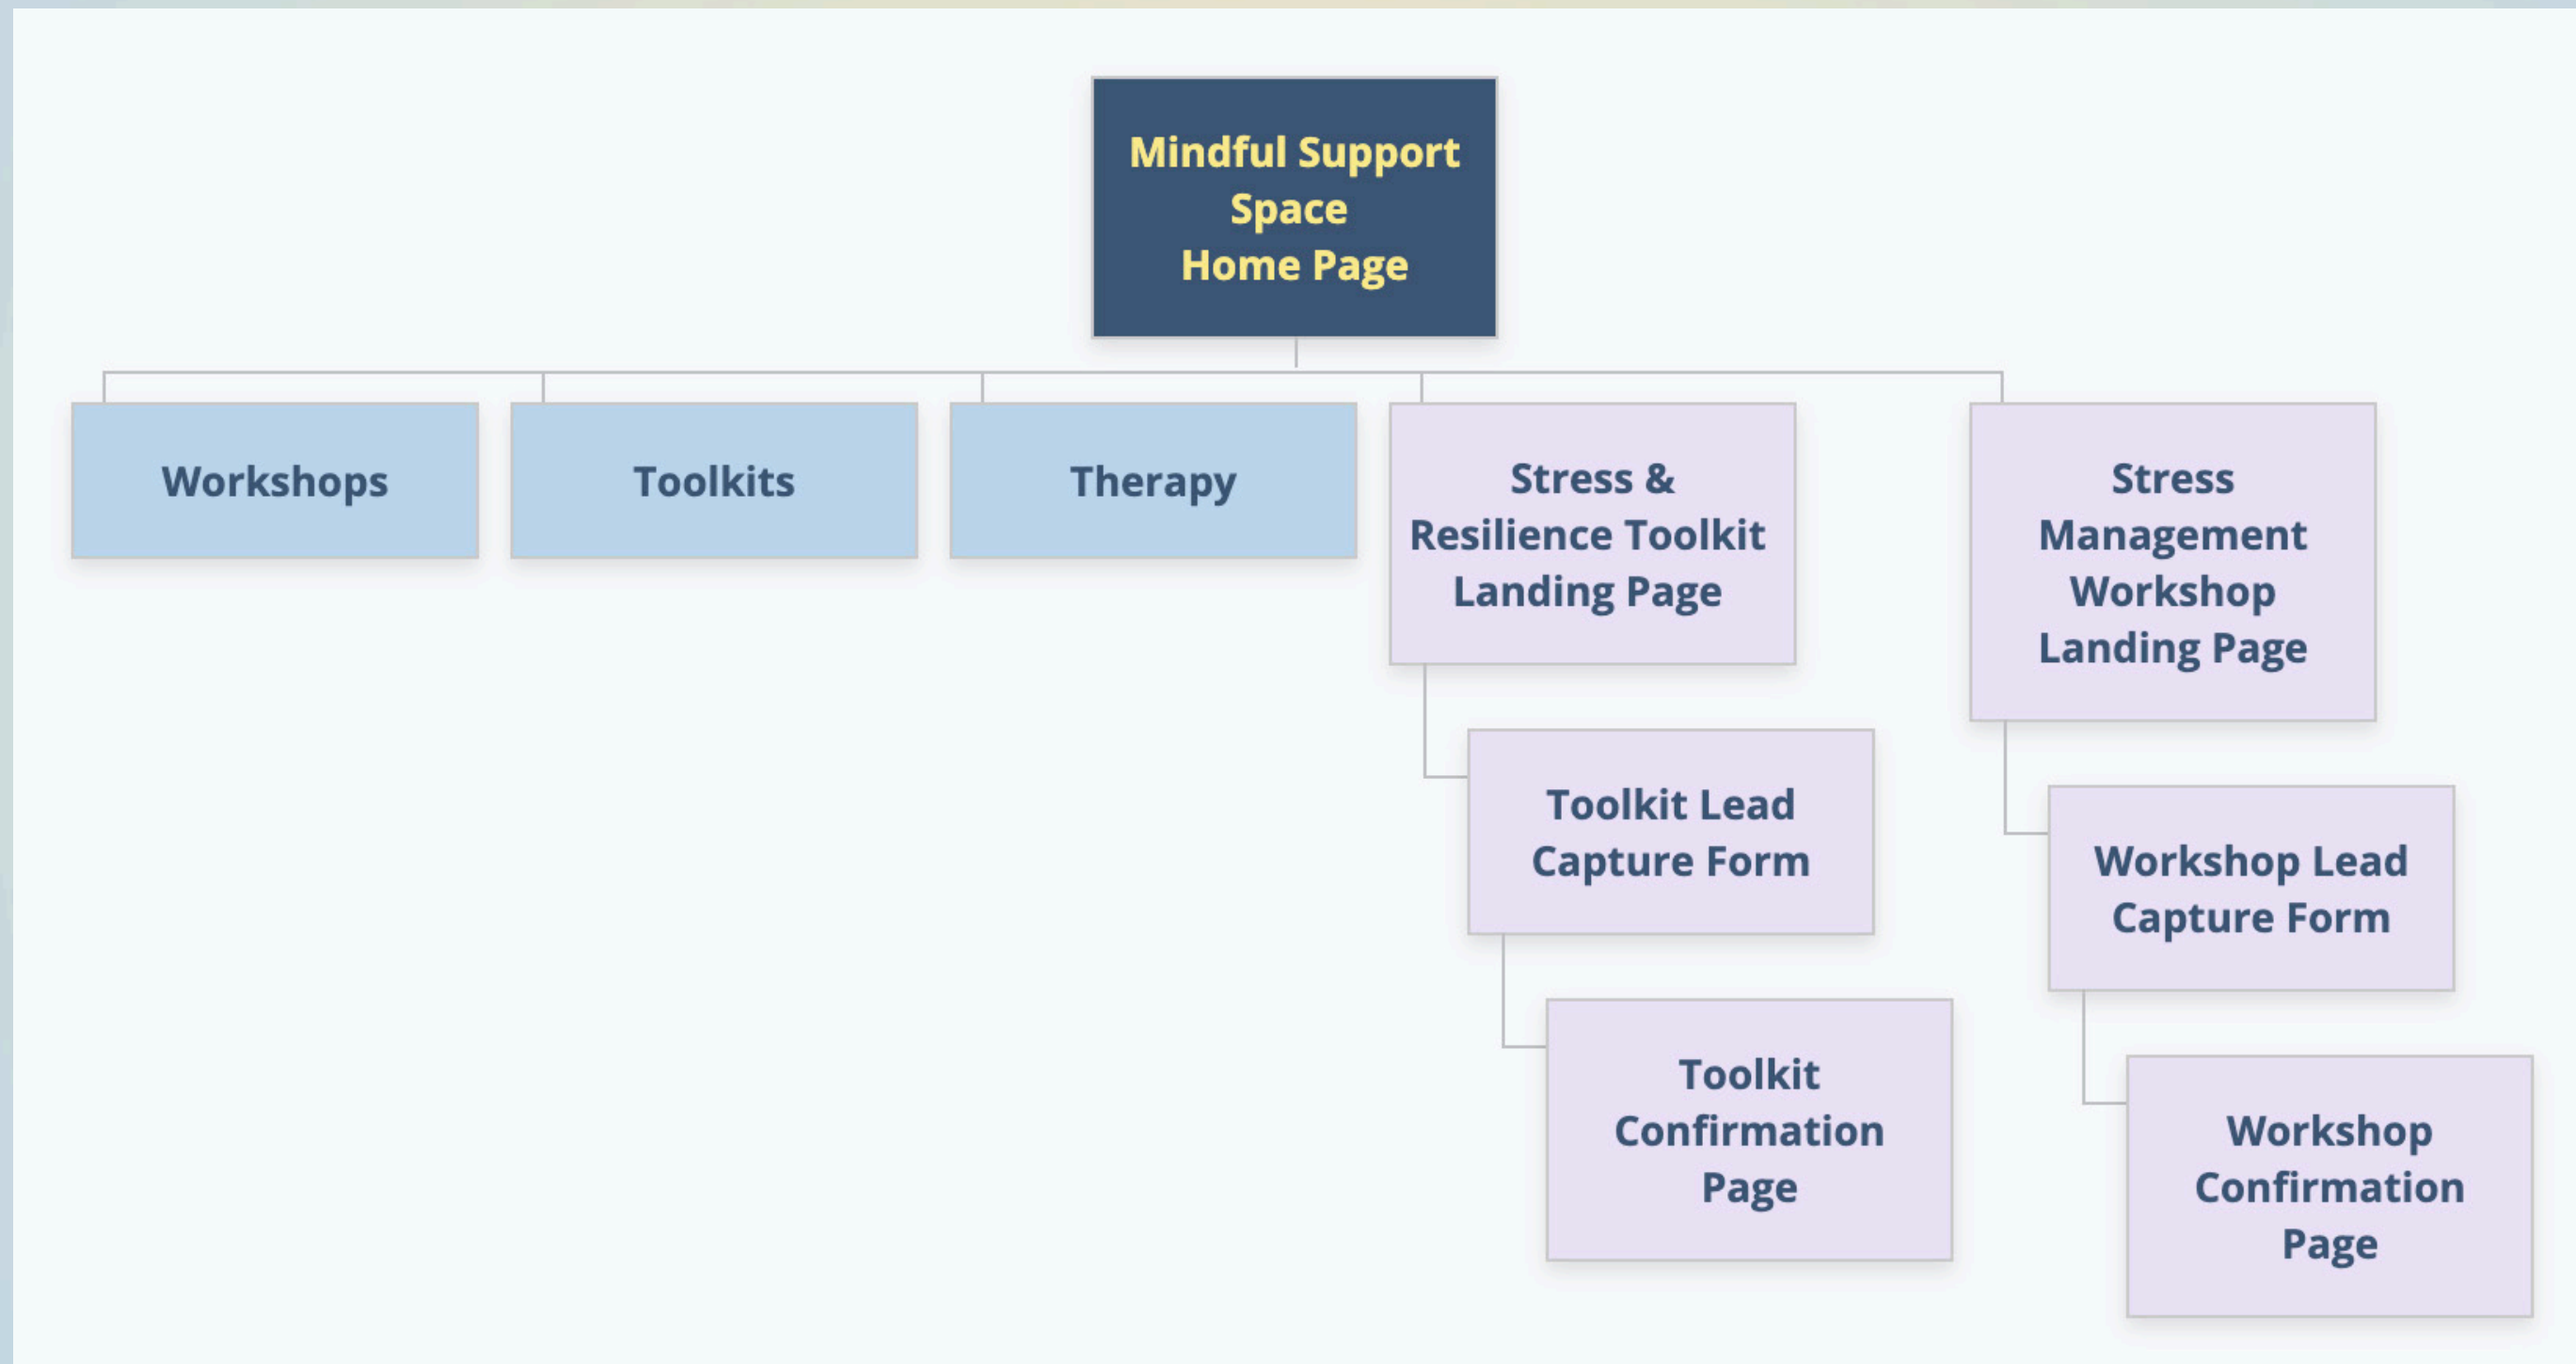 Mindful Support
Space
Home Page
Workshops
Toolkits
Therapy
Stress &
Resilience Toolkit
Landing Page
Stress
Management
Workshop
Landing Page
Toolkit Lead
Capture Form
Workshop Lead
Capture Form
Toolkit
Confirmation
Page
Workshop
Confirmation
Page